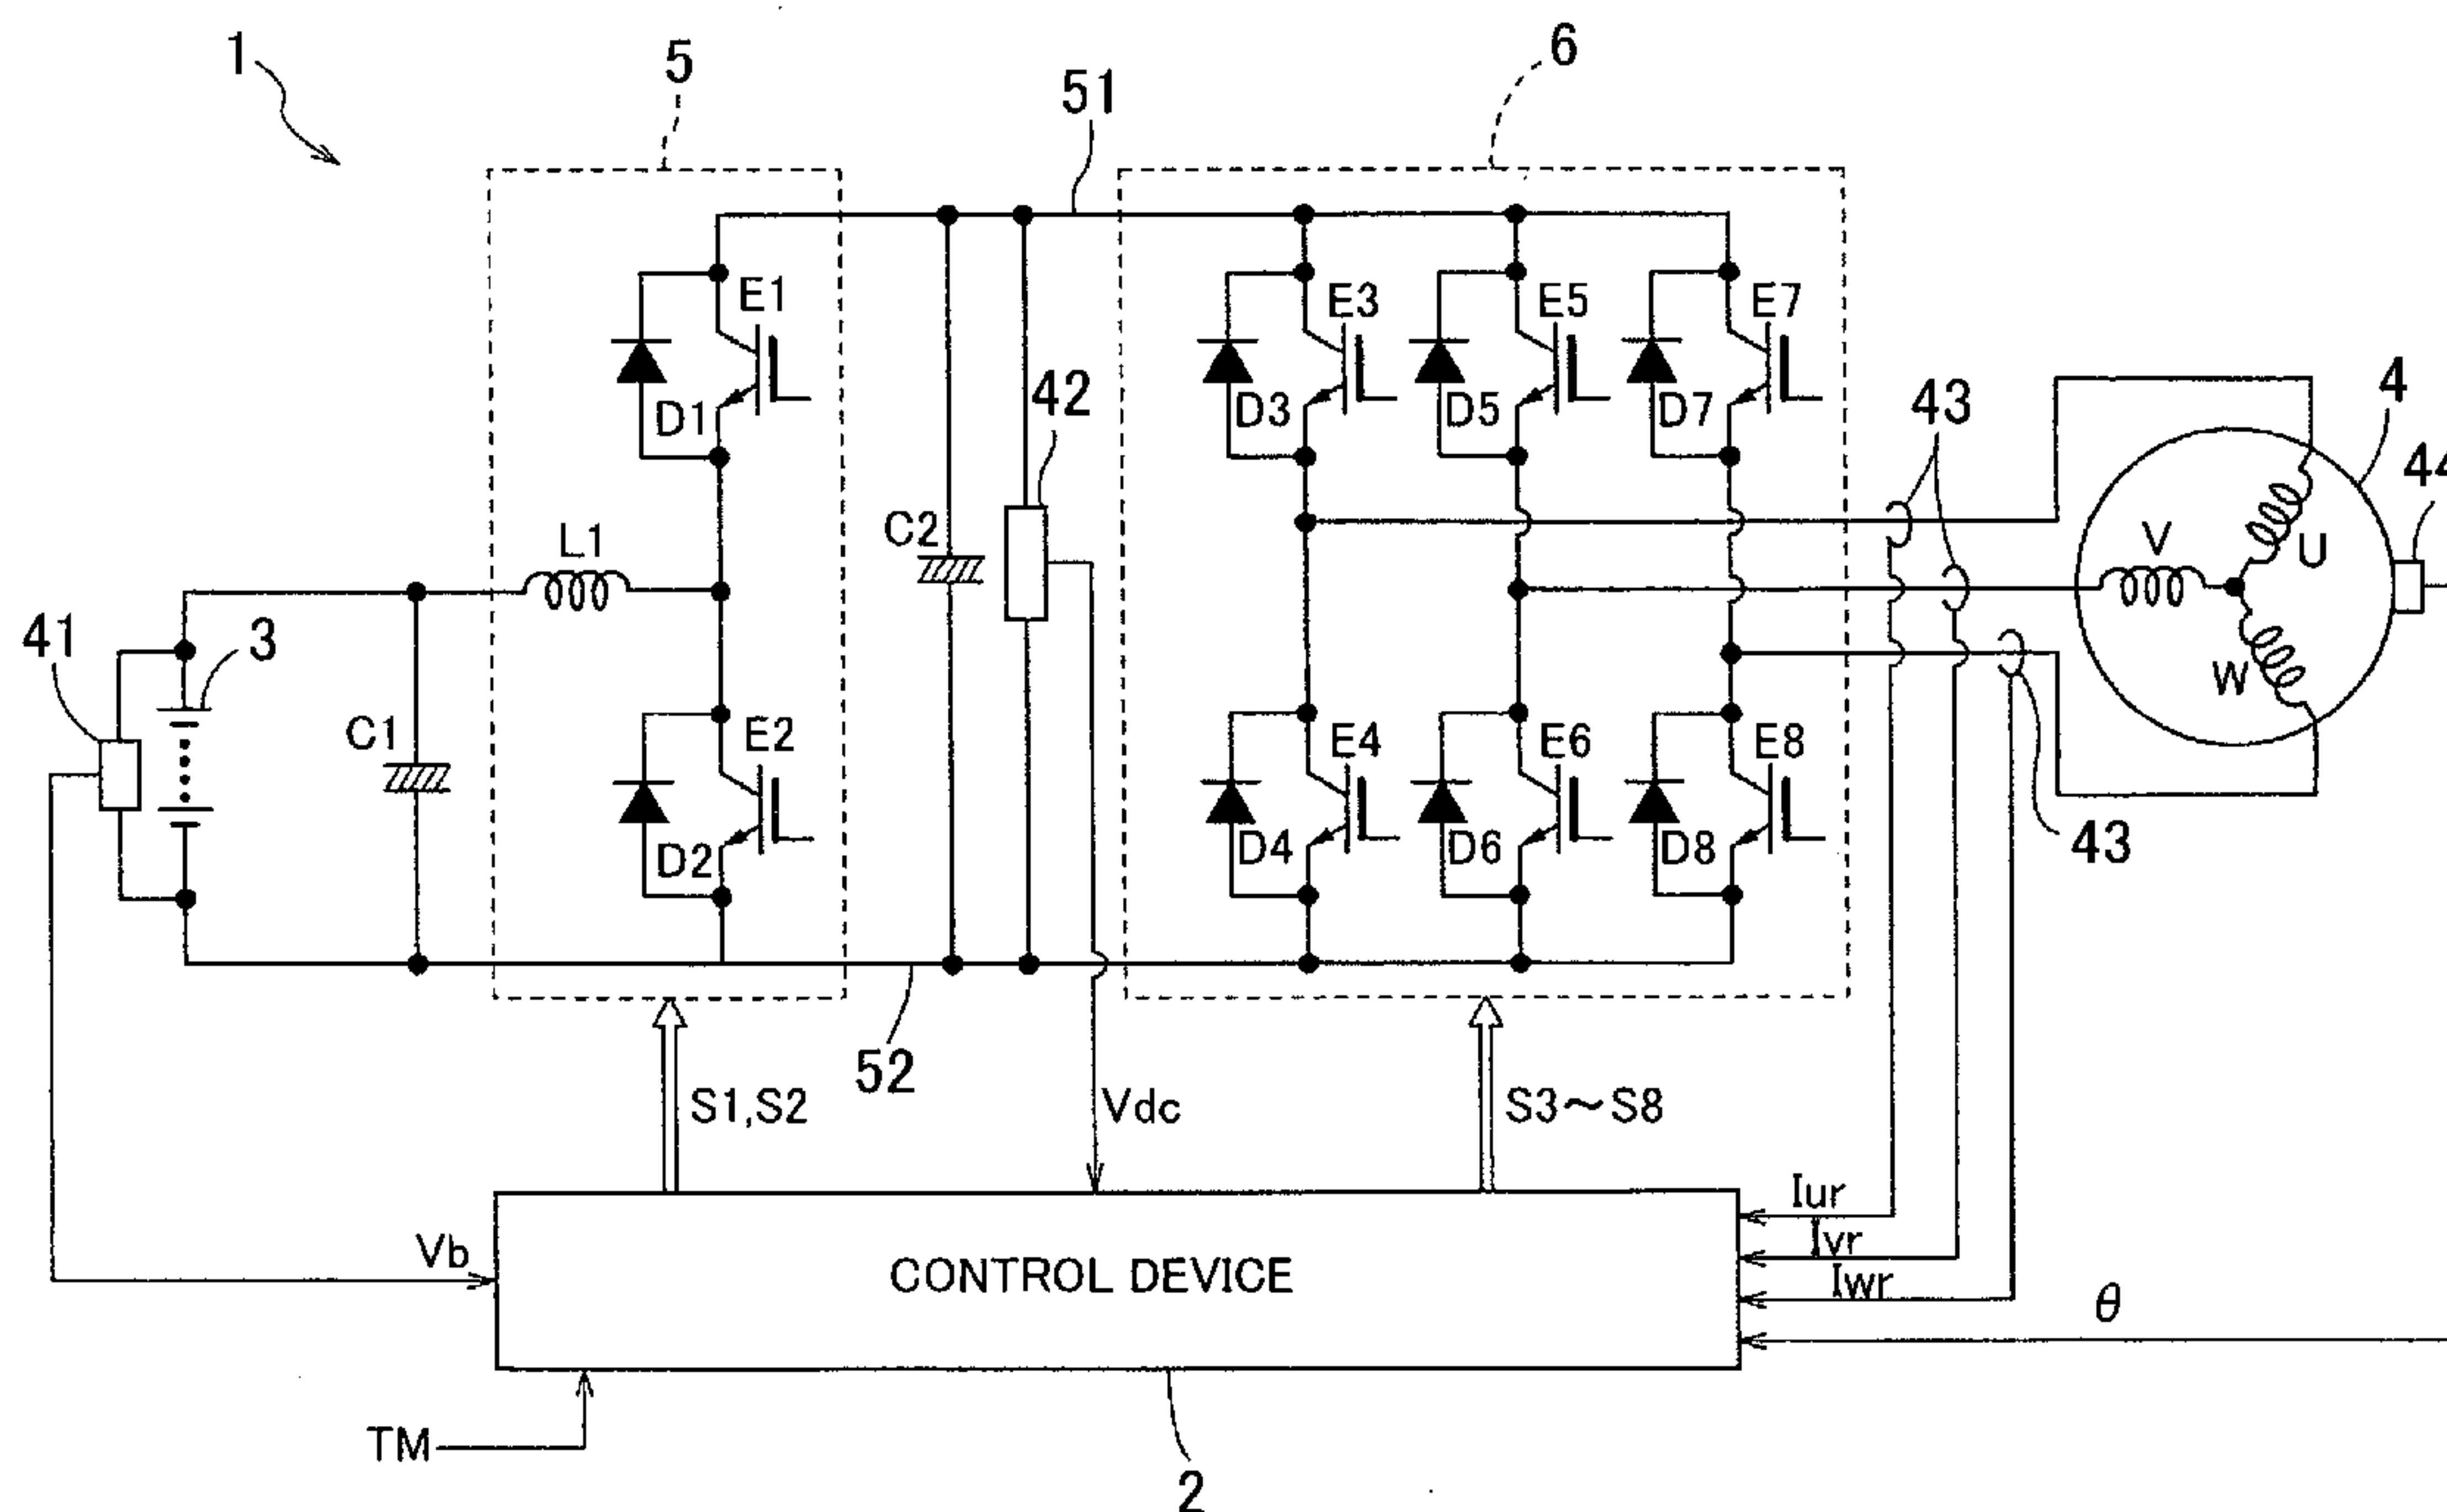 1
5
6
51
E1
E3
E5
E7
D1
42
D3
D5
D7
43
4
44
C2
L1
V
U
41
3
W
C1
E2
E4
E6
E8
D2
D4
D6
D8
43
52
S1,S2
Vdc
S3～S8
Iur
Ivr
Vb
CONTROL DEVICE
Iwr
θ
TM
2